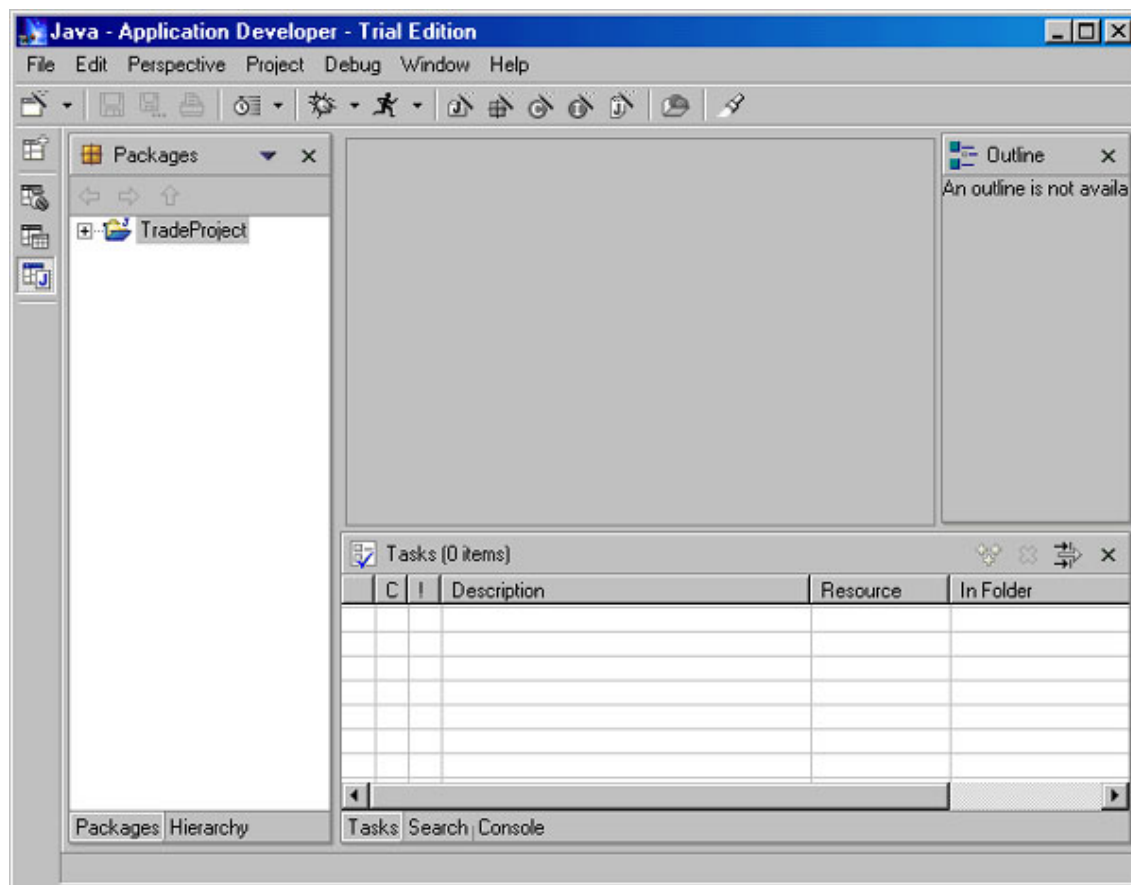 Java - Application Developer - Trial Edition
File Edit Perspective Project Debug Window Help
Packages
TradeProject
Outline
An outline is not availa
Tasks (0 items)
C ! Description Resource In Folder
Packages Hierarchy
Tasks Search Console